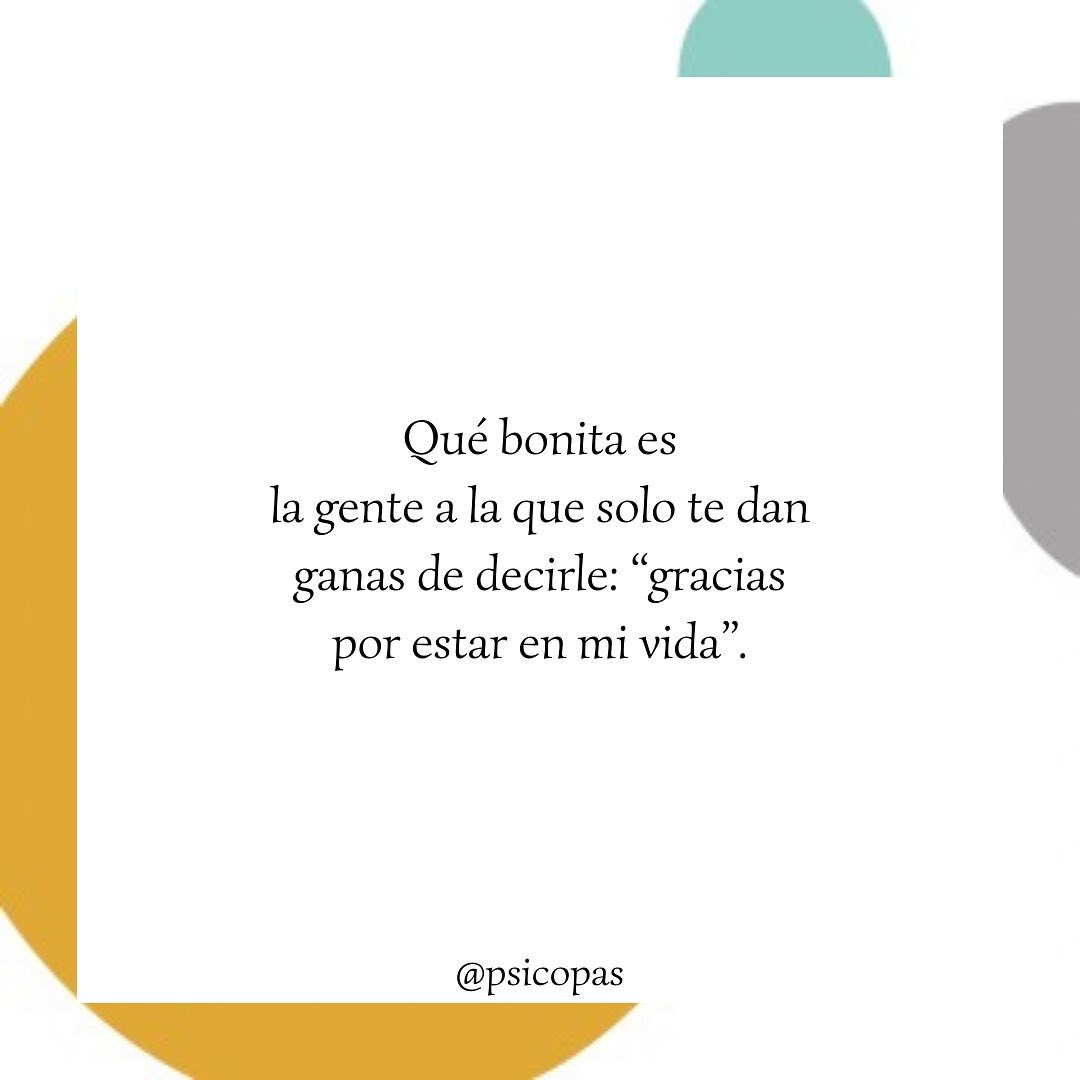 Qué bonita es
la gente a la que solo te dan
ganas de decirle: “gracias
por estar en mi vida”.
@psicopas